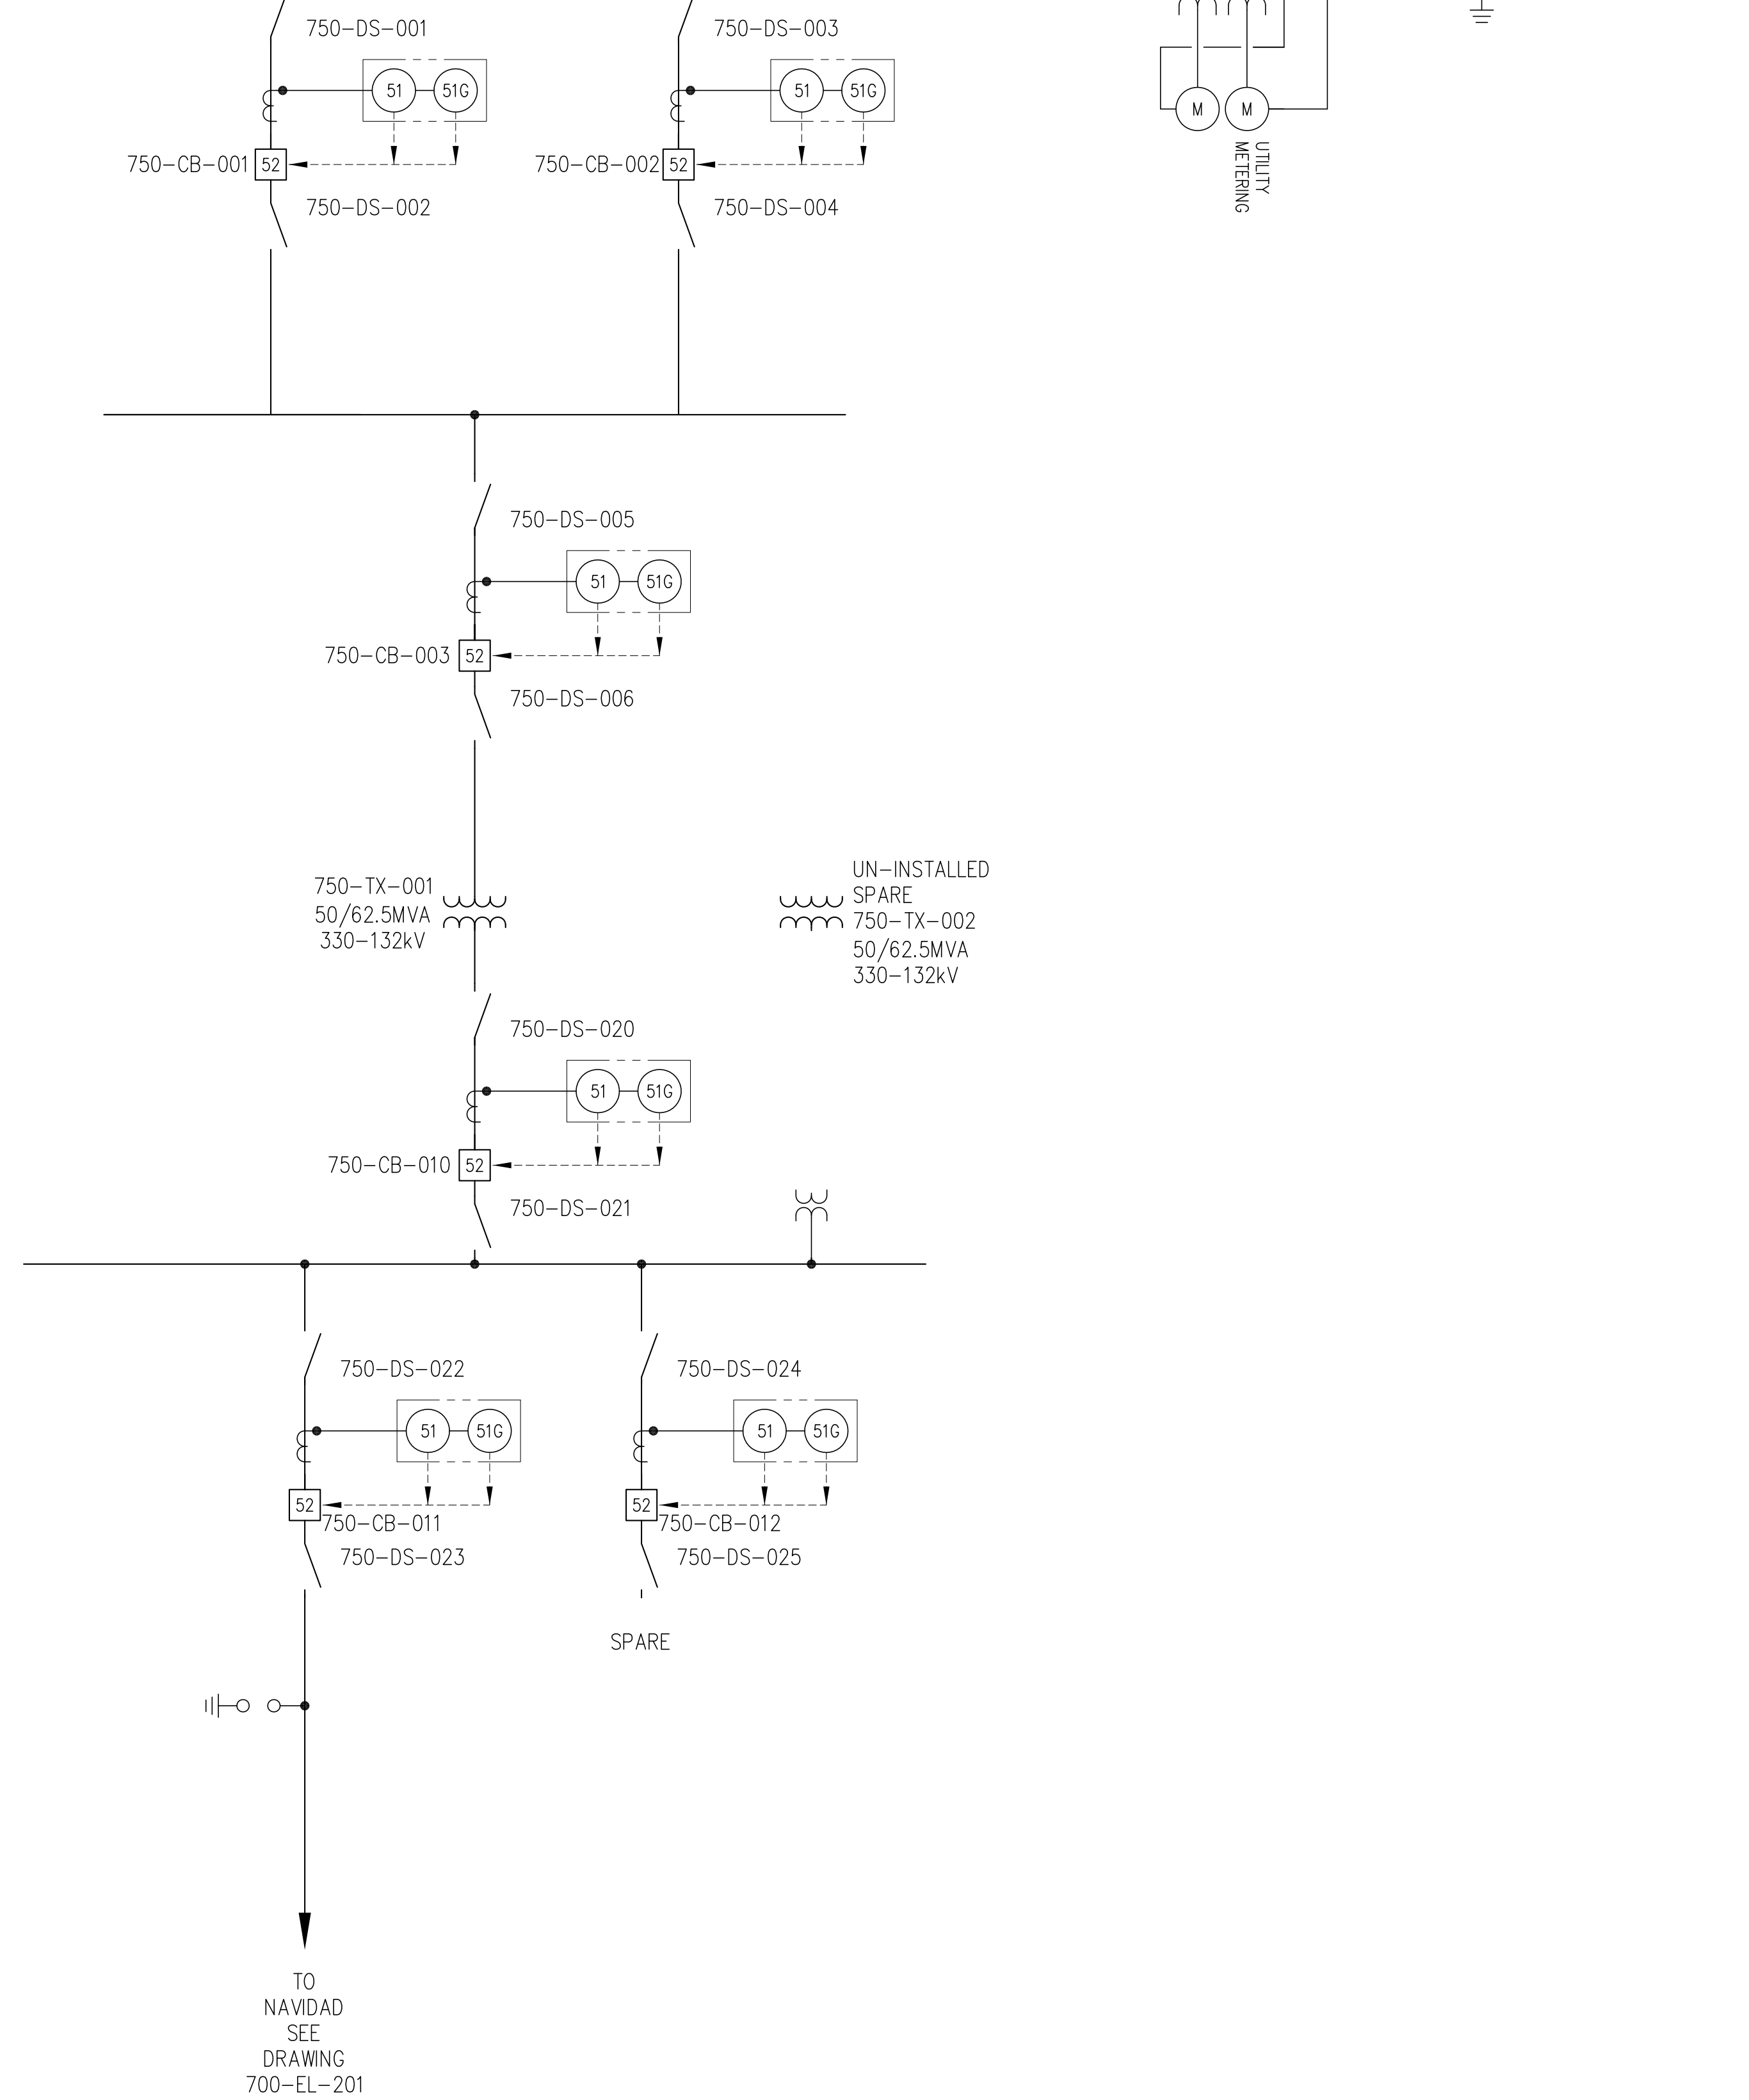 750-DS-001
750-DS-003
51
51G
51
51G
M
M
750-CB-001
52
750-CB-002
52
UTILITY
METERING
750-DS-002
750-DS-004
750-DS-005
51
51G
750-CB-003
52
750-DS-006
750-TX-001
50/62.5MVA
330-132kV
UN-INSTALLED
SPARE
750-TX-002
50/62.5MVA
330-132kV
750-DS-020
51
51G
750-CB-010
52
750-DS-021
750-DS-022
750-DS-024
51
51G
51
51G
52
52
750-CB-011
750-CB-012
750-DS-023
750-DS-025
SPARE
TO
NAVIDAD
SEE
DRAWING
700-EL-201